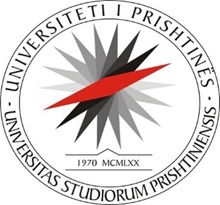 UNIVERSITETI I PRISHTINËS
1970 MCMLXX
UNIVERSITAS STUDIORUM PRISHTINIENSIS